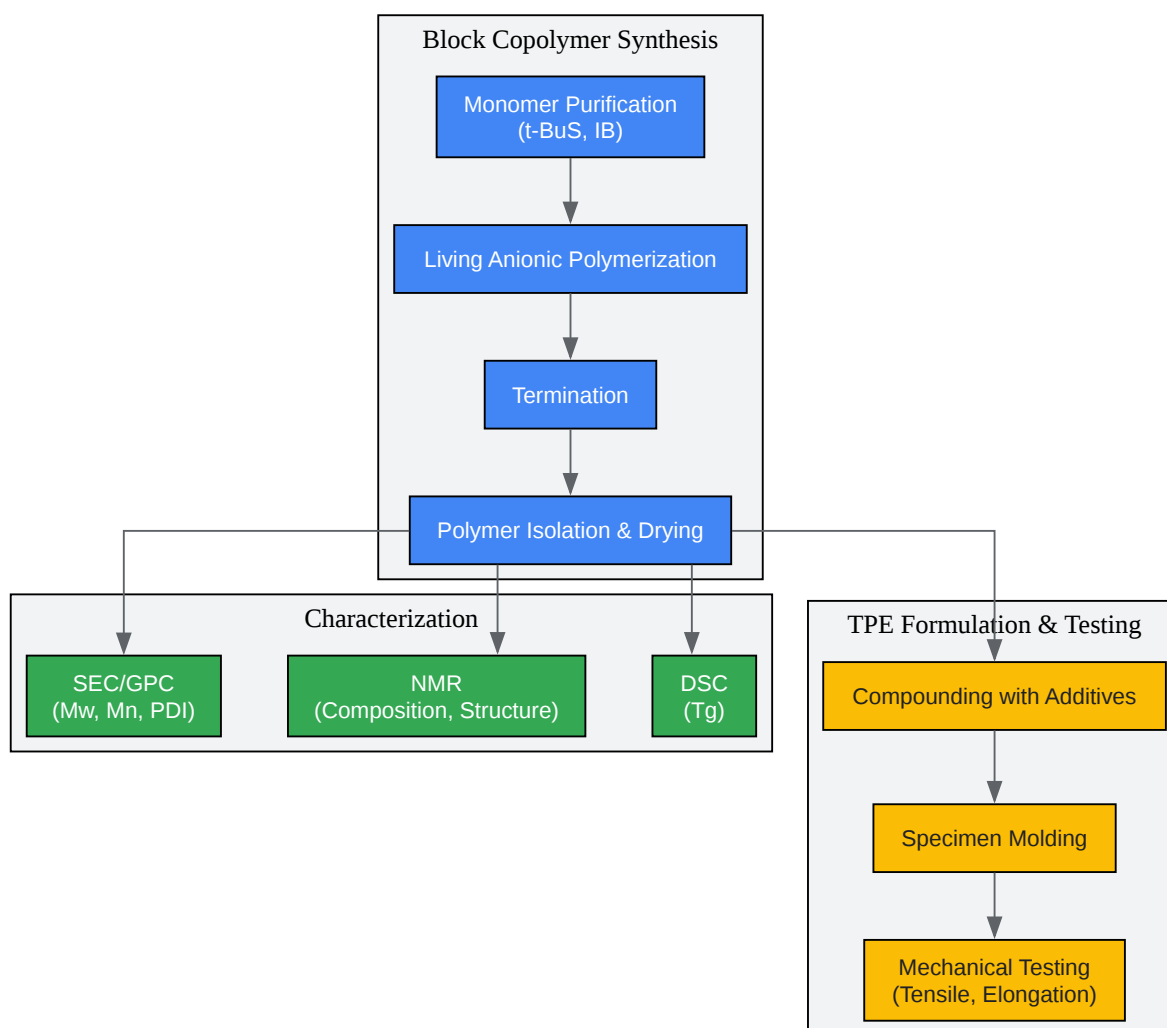 Block Copolymer Synthesis
Monomer Purification
(t-BuS, IB)
Living Anionic Polymerization
Termination
Polymer Isolation & Drying
Characterization
SEC/GPC
(Mw, Mn, PDI)
NMR
(Composition, Structure)
DSC
(Tg)
TPE Formulation & Testing
Compounding with Additives
Specimen Molding
Mechanical Testing
(Tensile, Elongation)